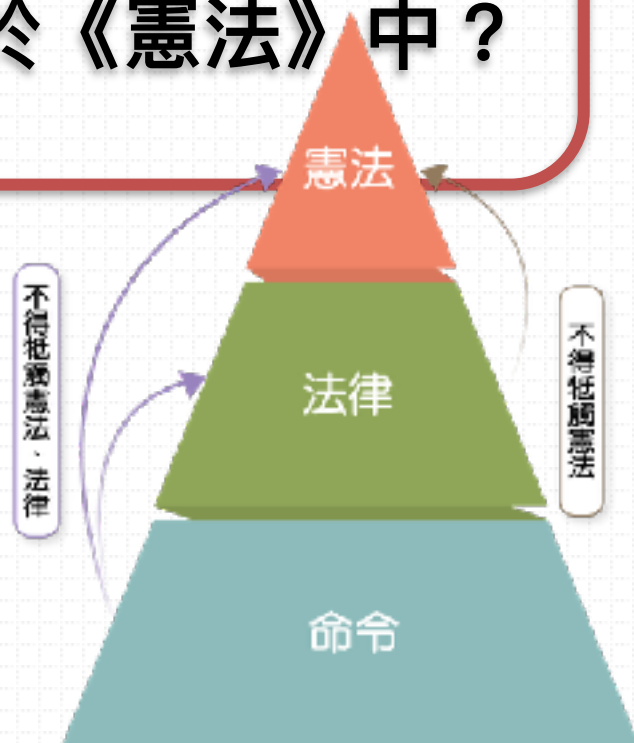 於《憲法》中？
憲法
法律
命令
不得牴觸憲法、法律
不得牴觸憲法